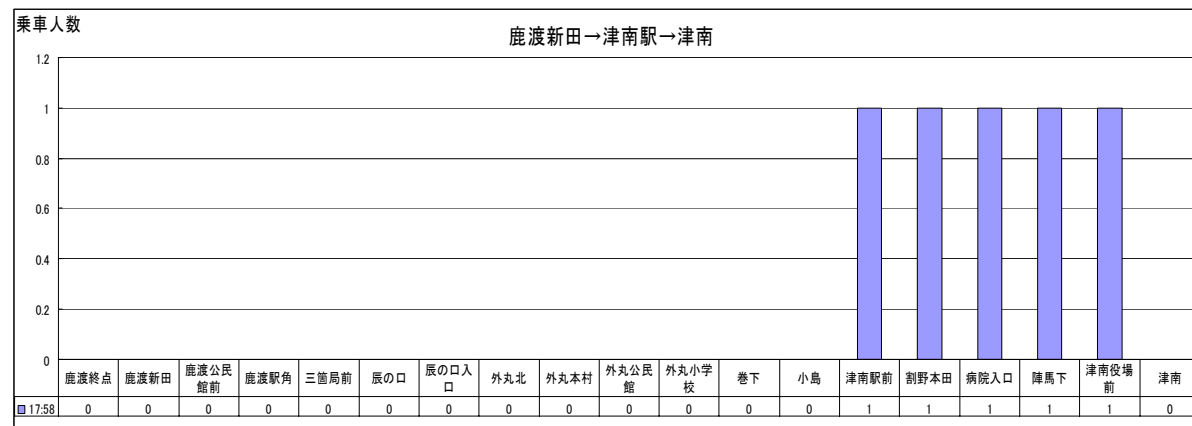 乗車人数
鹿渡新田→津南駅→津南
1.2
1
0.8
0.6
0.4
0.2
0
鹿渡終点 鹿渡新田 鹿渡公民館前 鹿渡駅角 三箇局前 辰の口 辰の口入口 外丸北 外丸本村 外丸公民館 外丸小学校 巻下 小島 津南駅前 割野本田 病院入口 陣馬下 津南役場前 津南
17:58 0 0 0 0 0 0 0 0 0 0 0 0 0 1 1 1 1 1 0